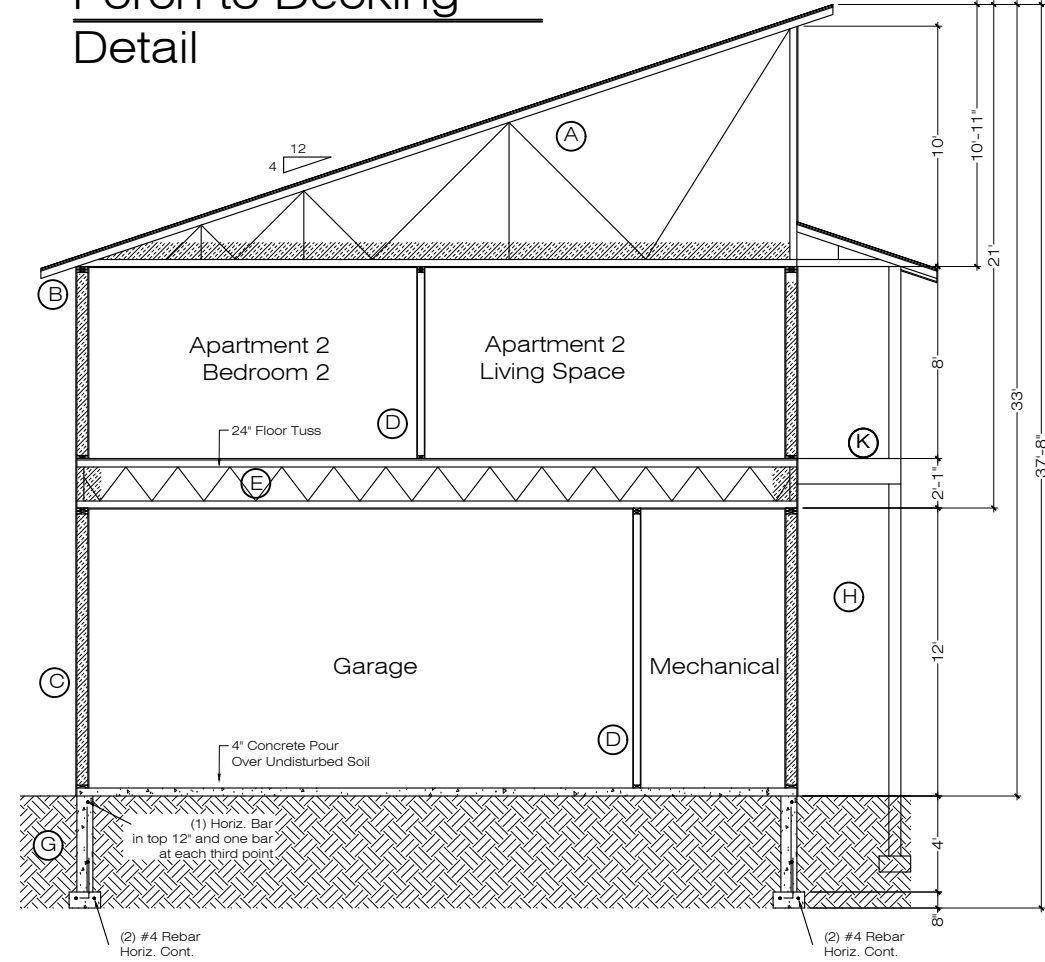 Porch to Decking
Detail
12
4
A
10'
10'-11"
B
21'
Apartment 2
Bedroom 2
Apartment 2
Living Space
8'
33'
D
24" Floor Tuss
K
37'-8"
E
2'-1"
H
12'
Garage
Mechanical
C
D
4" Concrete Pour
Over Undisturbed Soil
(1) Horiz. Bar
in top 12" and one bar
at each third point
G
4'
8"
(2) #4 Rebar
Horiz. Cont.
(2) #4 Rebar
Horiz. Cont.